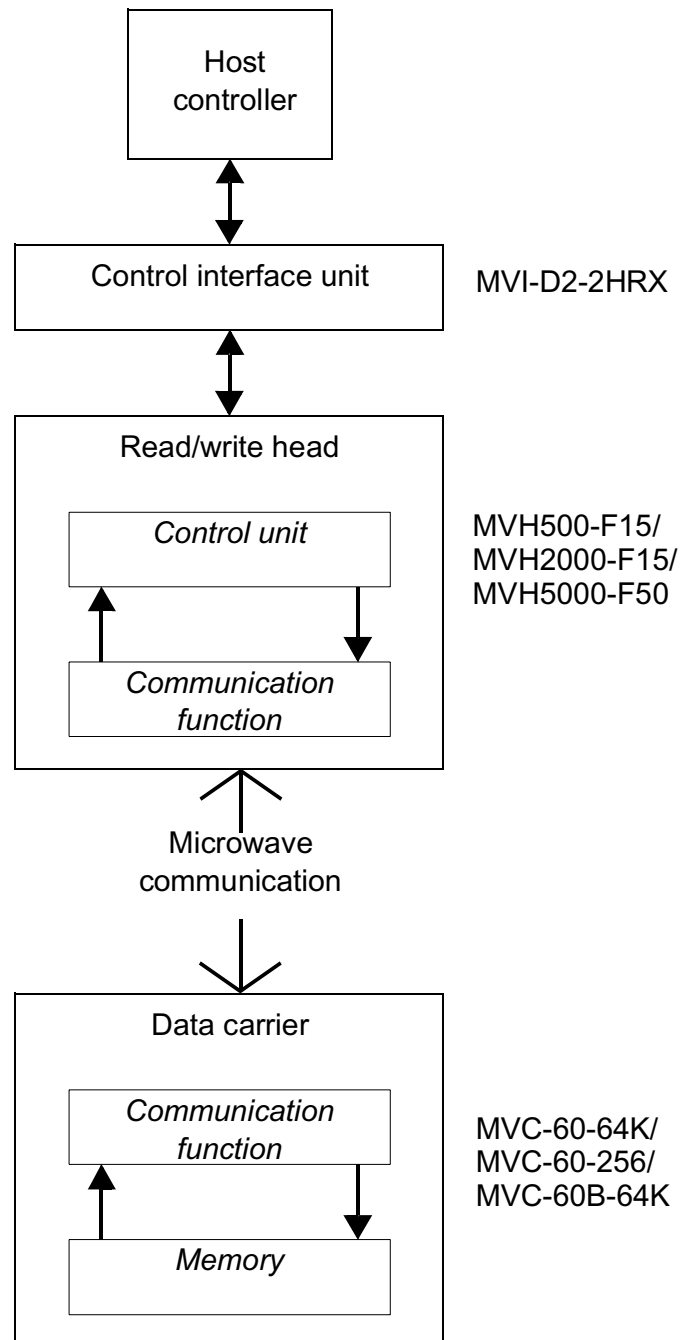 Host
controller
Control interface unit
MVI-D2-2HRX
Read/write head
Control unit
MVH500-F15/
MVH2000-F15/
MVH5000-F50
Communication
function
Microwave
communication
Data carrier
Communication
function
MVC-60-64K/
MVC-60-256/
MVC-60B-64K
Memory